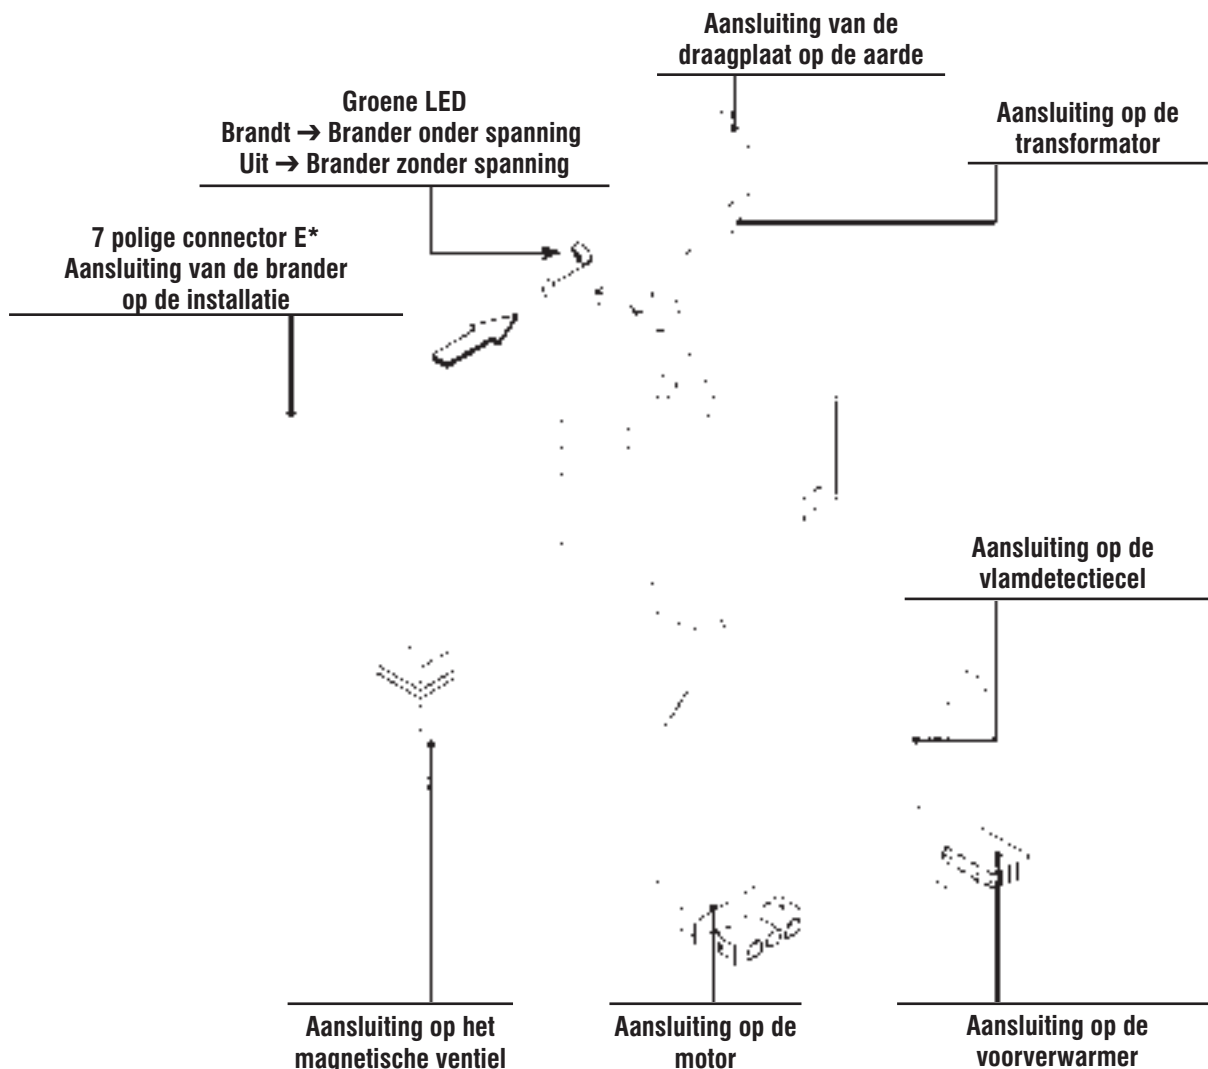 Aansluiting van de
draagplaat op de aarde
Groene LED
Brandt ➔ Brander onder spanning
Uit ➔ Brander zonder spanning
Aansluiting op de
transformator
7 polige connector E*
Aansluiting van de brander
op de installatie
Aansluiting op de
vlamdetectiecel
Aansluiting op het
magnetische ventiel
Aansluiting op de
motor
Aansluiting op de
voorverwarmer